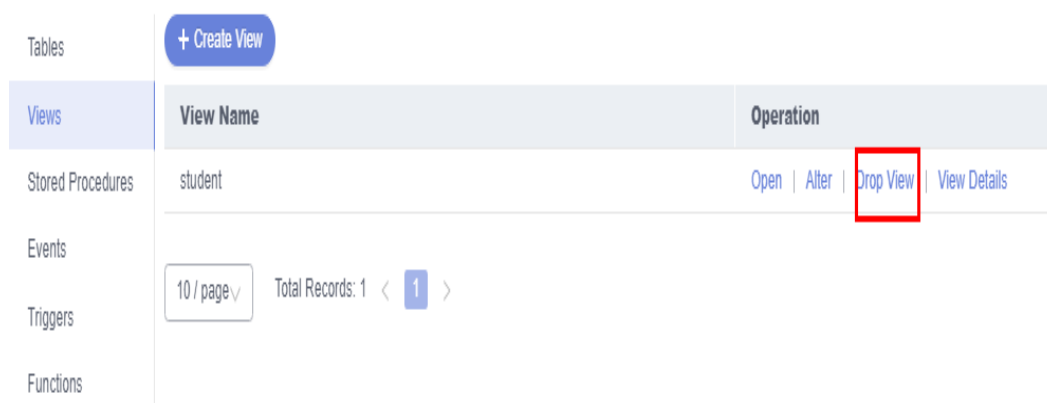 Tables
Views
Stored Procedures
Events
Triggers
Functions
+ Create View
View Name Operation
student Open | Alter | Drop View | View Details
10 / page Total Records: 1 < 1 >